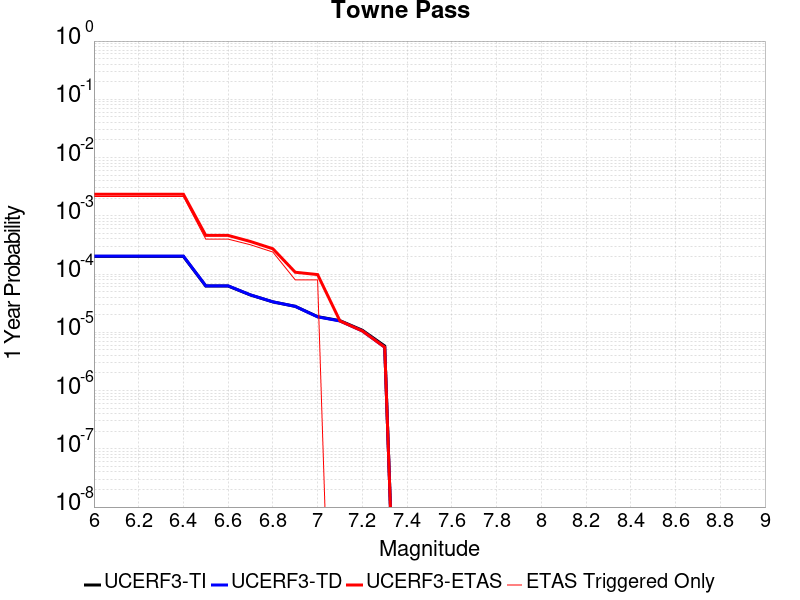 Towne Pass
1 Year Probability
10^0
10^-1
10^-2
10^-3
10^-4
10^-5
10^-6
10^-7
10^-8
6 6.2 6.4 6.6 6.8 7 7.2 7.4 7.6 7.8 8 8.2 8.4 8.6 8.8 9
Magnitude
UCERF3-TI UCERF3-TD UCERF3-ETAS ETAS Triggered Only